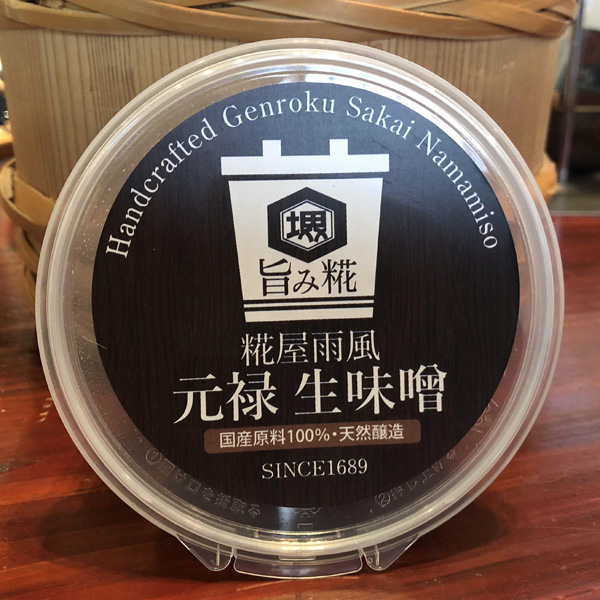 Handcrafted Genroku Sakai Namamiso
堺
旨み糀
糀屋雨風
元禄 生味噌
国産原料100%・天然醸造
SINCE1689